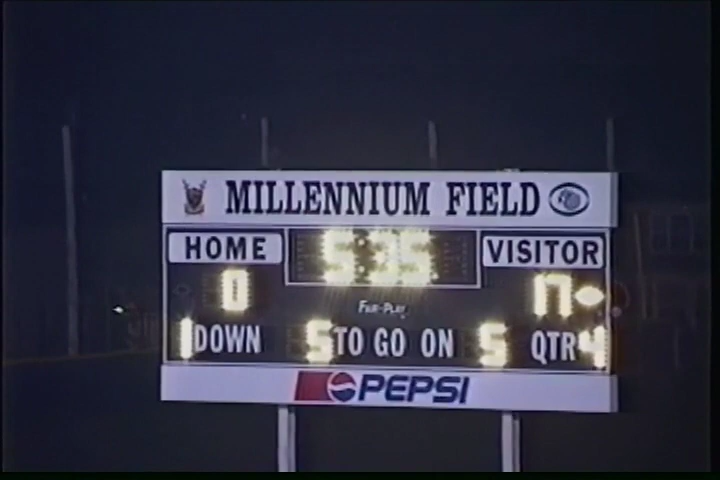 MILLENNIUM FIELD
HOME 5:35 VISITOR
0 17
FAIR-PLAY
1 DOWN 5 TO GO ON 5 QTR 4
PEPSI